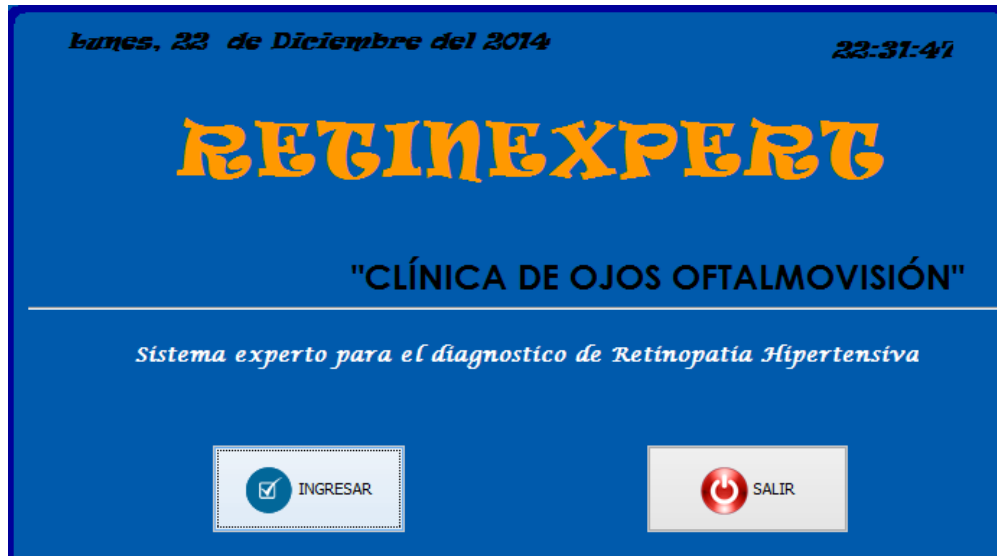 Lunes, 22 de Diciembre del 2014
22:31:47
RETINEXPERT
"CLÍNICA DE OJOS OFTALMOVISIÓN"
Sistema experto para el diagnostico de Retinopatia Hipertensiva
INGRESAR
SALIR